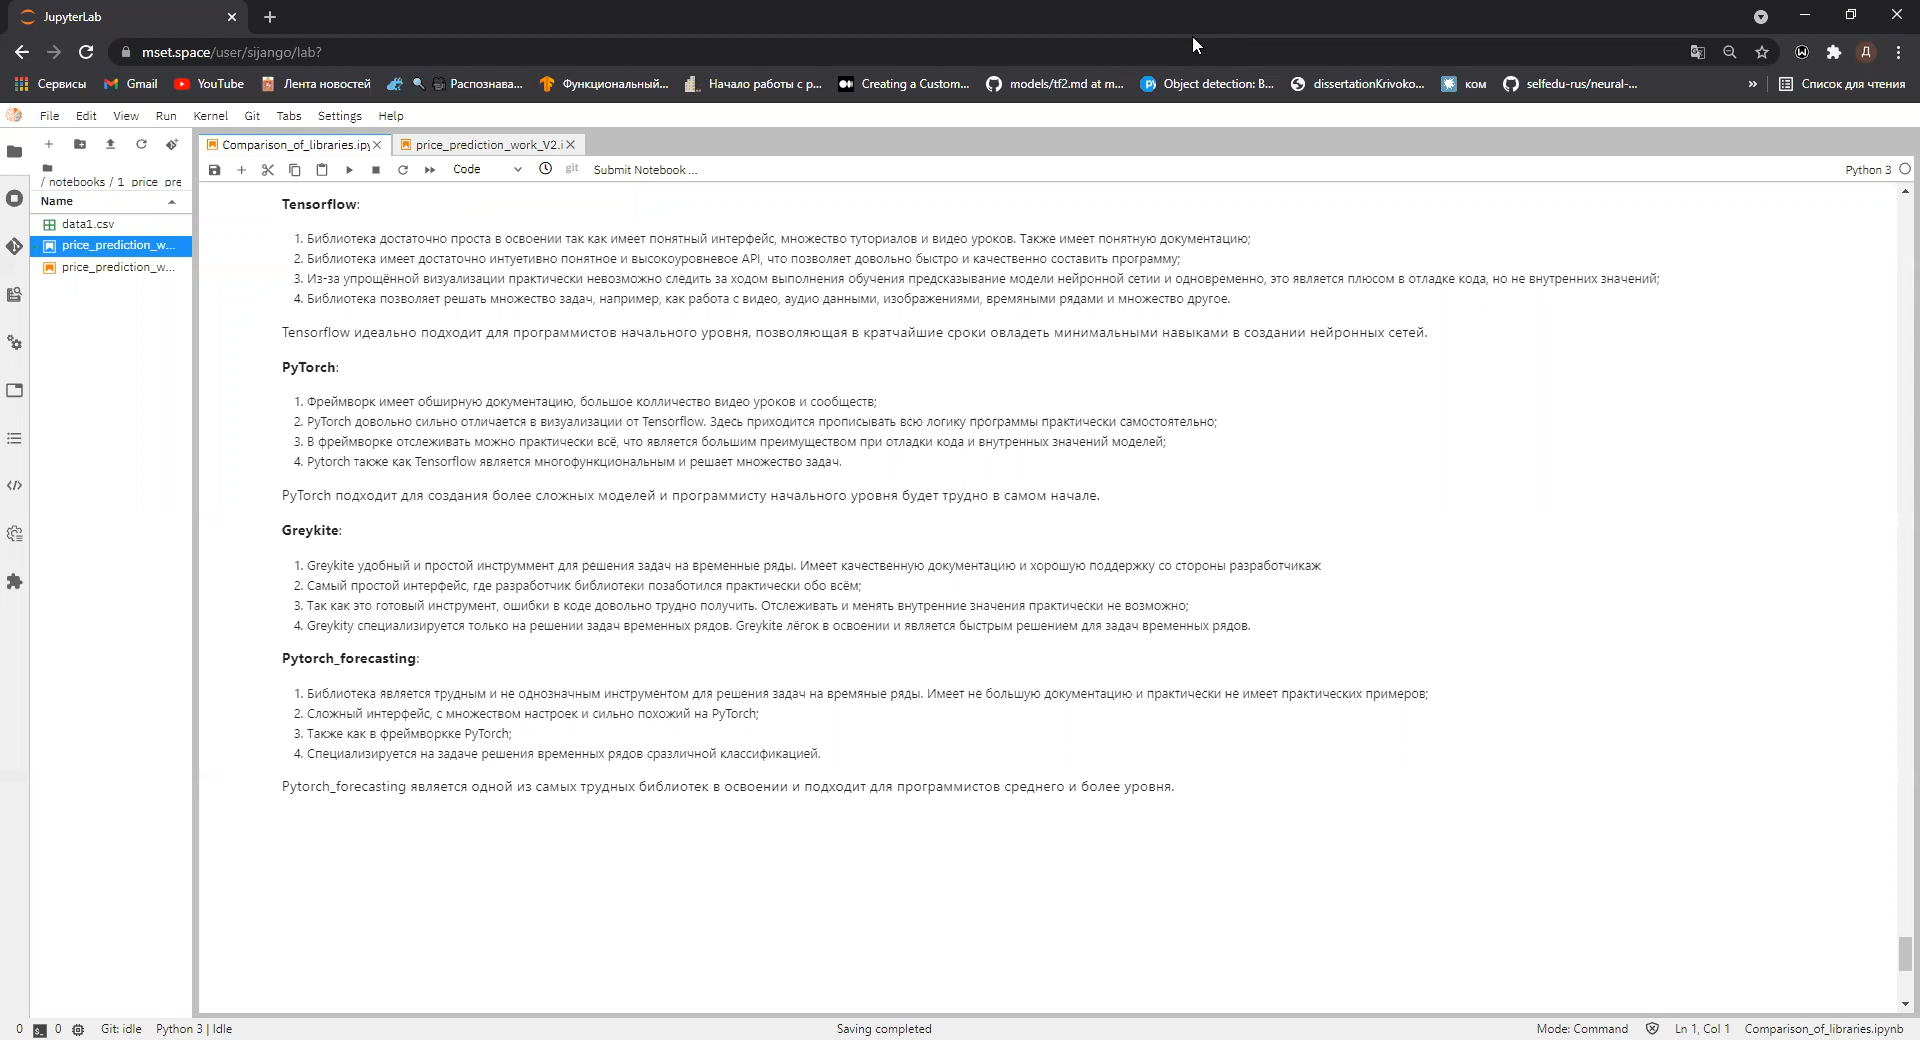 JupyterLab
mset.space/user/sijango/lab?
Сервисы Gmail YouTube Лента новостей Распознава... Функциональный... Начало работы с р... Creating a Custom... models/tf2.md at m... Object detection: B... dissertationKrivoko... ком selfedu-rus/neural-... » Список для чтения
File Edit View Run Kernel Git Tabs Settings Help
Comparison_of_libraries.ipy price_prediction_work_V2.i
Code git Submit Notebook ... Python 3
/ notebooks / 1_price_pre
Name
data1.csv
price_prediction_w...
price_prediction_w...
Tensorflow:
1. Библиотека достаточно проста в освоении так как имеет понятный интерфейс, множество туториалов и видео уроков. Также имеет понятную документацию;
2. Библиотека имеет достаточно интуетивно понятное и высокоуровневое API, что позволяет довольно быстро и качественно составить программу;
3. Из-за упрощённой визуализации практически невозможно следить за ходом выполнения обучения предсказывание модели нейронной сетии и одновременно, это является плюсом в отладке кода, но не внутренних значений;
4. Библиотека позволяет решать множество задач, например, как работа с видео, аудио данными, изображениями, времяными рядами и множество другое.
Tensorflow идеально подходит для программистов начального уровня, позволяющая в кратчайшие сроки овладеть минимальными навыками в создании нейронных сетей.
PyTorch:
1. Фреймворк имеет обширную документацию, большое колличество видео уроков и сообществ;
2. PyTorch довольно сильно отличается в визуализации от Tensorflow. Здесь приходится прописывать всю логику программы практически самостоятельно;
3. В фреймворке отслеживать можно практически всё, что является большим преимуществом при отладки кода и внутренных значений моделей;
4. Pytorch также как Tensorflow является многофункциональным и решает множество задач.
PyTorch подходит для создания более сложных моделей и программисту начального уровня будет трудно в самом начале.
Greykite:
1. Greykite удобный и простой инструммент для решения задач на временные ряды. Имеет качественную документацию и хорошую поддержку со стороны разработчикаж
2. Самый простой интерфейс, где разработчик библиотеки позаботился практически обо всём;
3. Так как это готовый инструмент, ошибки в коде довольно трудно получить. Отслеживать и менять внутренние значения практически не возможно;
4. Greykity специализируется только на решении задач временных рядов. Greykite лёгок в освоении и является быстрым решением для задач временных рядов.
Pytorch_forecasting:
1. Библиотека является трудным и не однозначным инструментом для решения задач на времяные ряды. Имеет не большую документацию и практически не имеет практических примеров;
2. Сложный интерфейс, с множеством настроек и сильно похожий на PyTorch;
3. Также как в фреймворкке PyTorch;
4. Специализируется на задаче решения временных рядов сразличной классификацией.
Pytorch_forecasting является одной из самых трудных библиотек в освоении и подходит для программистов среднего и более уровня.
0 0 Git: idle Python 3 | Idle Saving completed Mode: Command Ln 1, Col 1 Comparison_of_libraries.ipynb